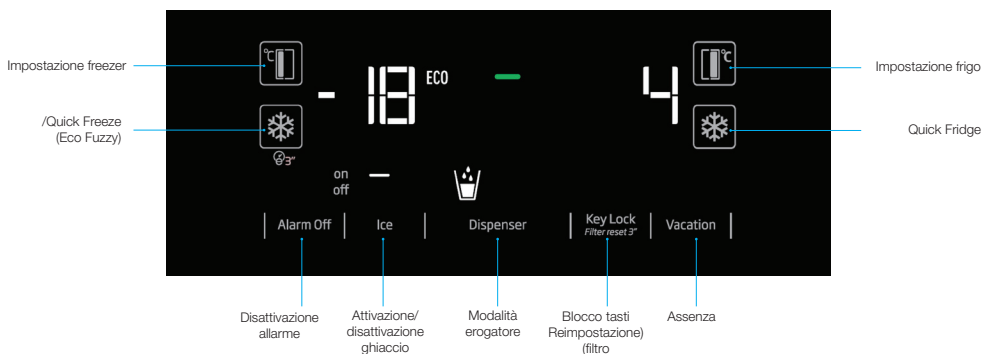 °C
°C
Impostazione freezer
- 18
ECO
4
Impostazione frigo
/Quick Freeze
(Eco Fuzzy)
Quick Fridge
3"
on
off
Alarm Off
Ice
Dispenser
Key Lock
Filter reset 3"
Vacation
Disattivazione
allarme
Attivazione/
disattivazione
ghiaccio
Modalità
erogatore
Blocco tasti
Reimpostazione)
(filtro
Assenza